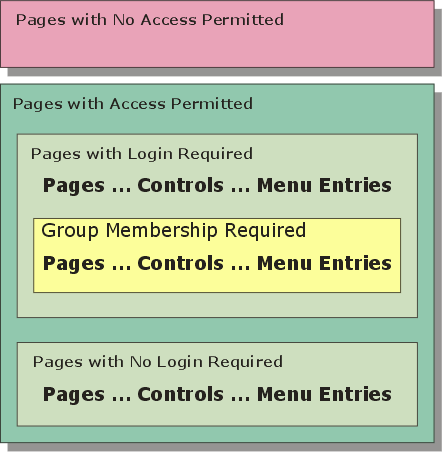 Pages with No Access Permitted
Pages with Access Permitted
Pages with Login Required
Pages ... Controls ... Menu Entries
Group Membership Required
Pages ... Controls ... Menu Entries
Pages with No Login Required
Pages ... Controls ... Menu Entries